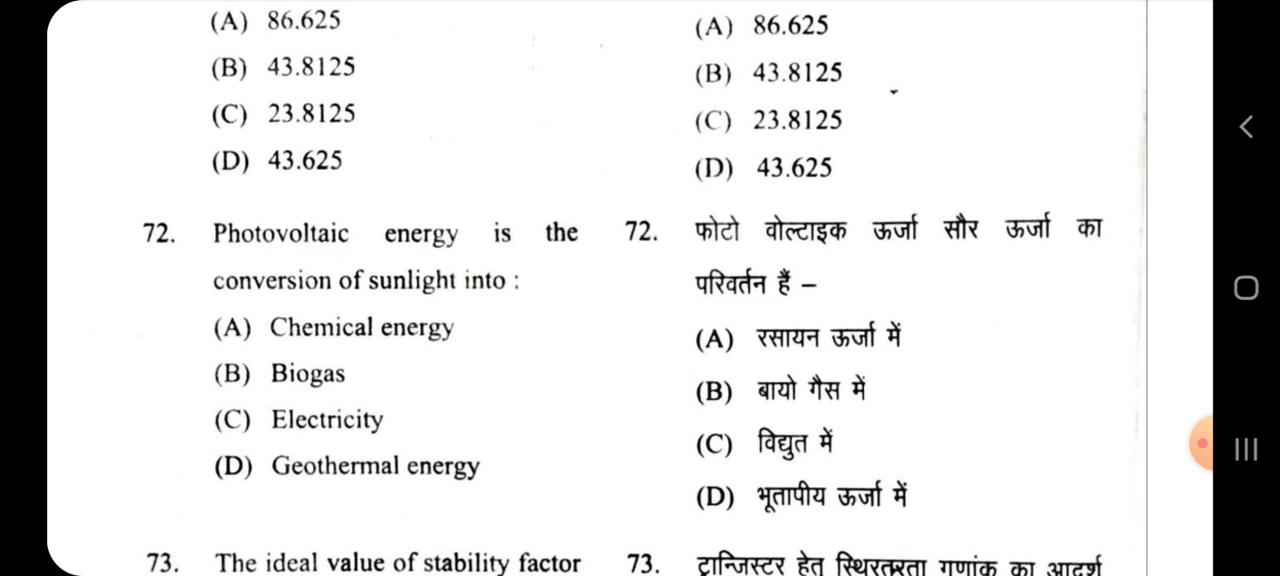 (A) 86.625
(B) 43.8125
(C) 23.8125
(D) 43.625
72. Photovoltaic energy is the
conversion of sunlight into :
(A) Chemical energy
(B) Biogas
(C) Electricity
(D) Geothermal energy
73. The ideal value of stability factor
(A) 86.625
(B) 43.8125
(C) 23.8125
(D) 43.625
72. फोटो वोल्टाइक ऊर्जा सौर ऊर्जा का
परिवर्तन हैं –
(A) रसायन ऊर्जा में
(B) बायो गैस में
(C) विद्युत में
(D) भूतापीय ऊर्जा में
73. ट्रान्जिस्टर हेतु स्थिरतरता गुणांक का आदर्श